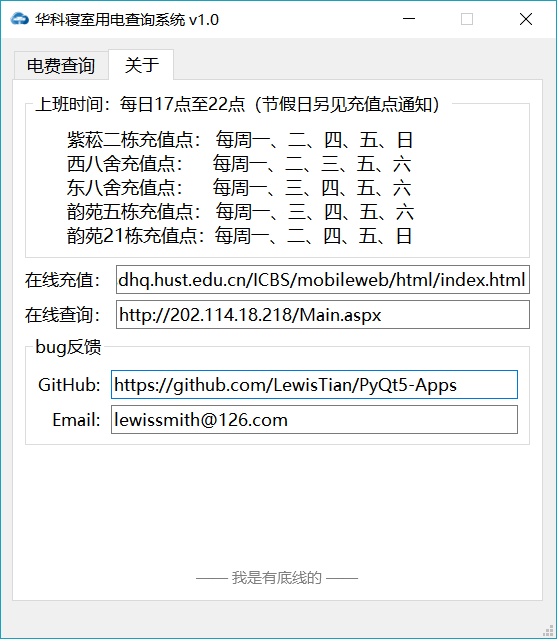 华科寝室用电查询系统 v1.0
电费查询 关于
上班时间：每日17点至22点（节假日另见充值点通知）
紫菘二栋充值点： 每周一、二、四、五、日
西八舍充值点： 每周一、二、三、五、六
东八舍充值点： 每周一、三、四、五、六
韵苑五栋充值点： 每周一、三、四、五、六
韵苑21栋充值点：每周一、二、四、五、日
在线充值： dhq.hust.edu.cn/ICBS/mobileweb/html/index.html
在线查询： http://202.114.18.218/Main.aspx
bug反馈
GitHub: https://github.com/LewisTian/PyQt5-Apps
Email: lewissmith@126.com
—— 我是有底线的 ——